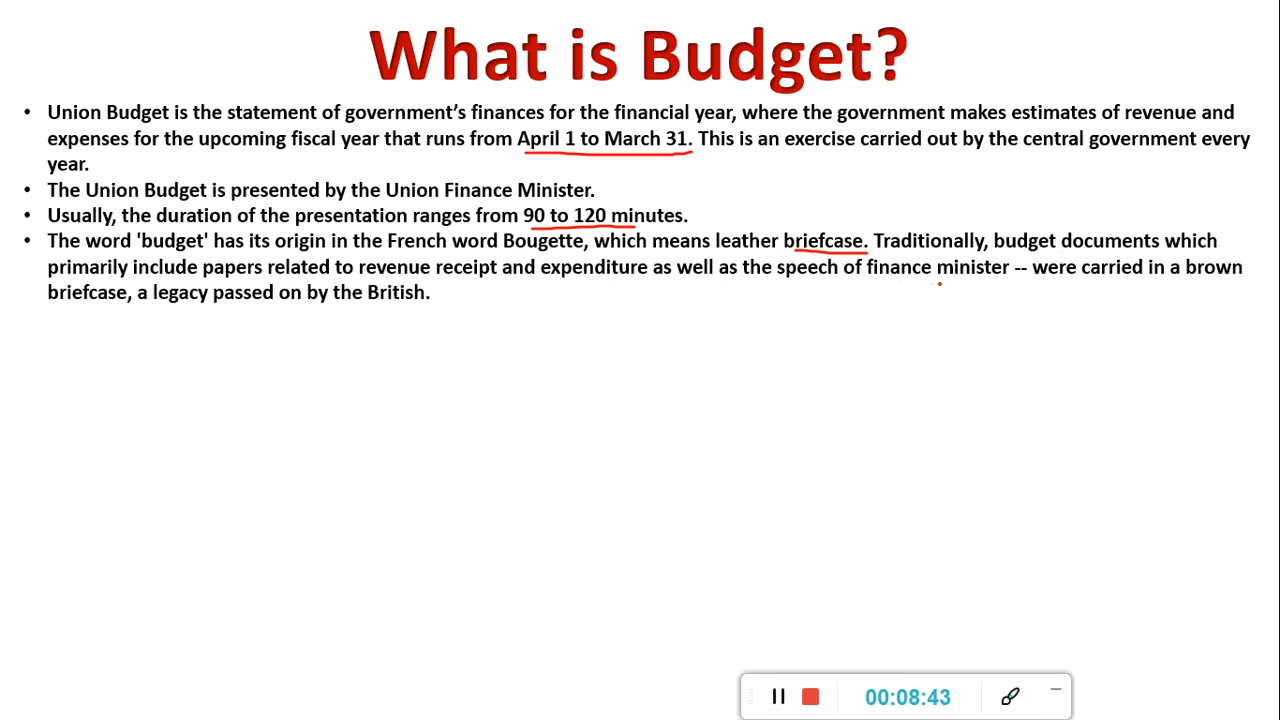 What is Budget?
• Union Budget is the statement of government’s finances for the financial year, where the government makes estimates of revenue and
expenses for the upcoming fiscal year that runs from April 1 to March 31. This is an exercise carried out by the central government every
year.
• The Union Budget is presented by the Union Finance Minister.
• Usually, the duration of the presentation ranges from 90 to 120 minutes.
• The word 'budget' has its origin in the French word Bougette, which means leather briefcase. Traditionally, budget documents which
primarily include papers related to revenue receipt and expenditure as well as the speech of finance minister -- were carried in a brown
briefcase, a legacy passed on by the British.
00:08:43